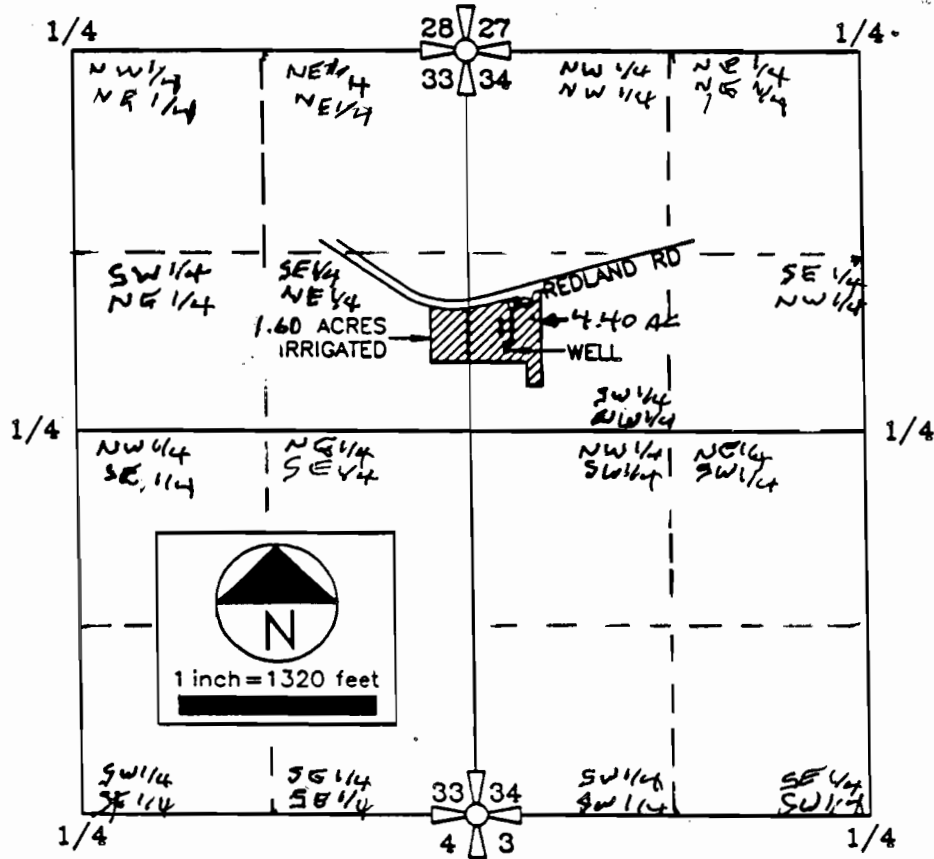 1/4
28 27
1/4
33 34
NW 1/4
NE 1/4
NE 1/4
NE 1/4
NW 1/4
NW 1/4
NE 1/4
NE 1/4
SW 1/4
NE 1/4
SE 1/4
NE 1/4
REDLAND RD
SE 1/4
NW 1/4
1.60 ACRES
IRRIGATED
4.40 AC
WELL
SW 1/4
NW 1/4
1/4
1/4
NW 1/4
SE 1/4
NE 1/4
SE 1/4
NW 1/4
SW 1/4
NE 1/4
SW 1/4
N
1 inch=1320 feet
SW 1/4
SE 1/4
SE 1/4
SE 1/4
SW 1/4
SW 1/4
SE 1/4
SW 1/4
33 34
1/4
4 3
1/4